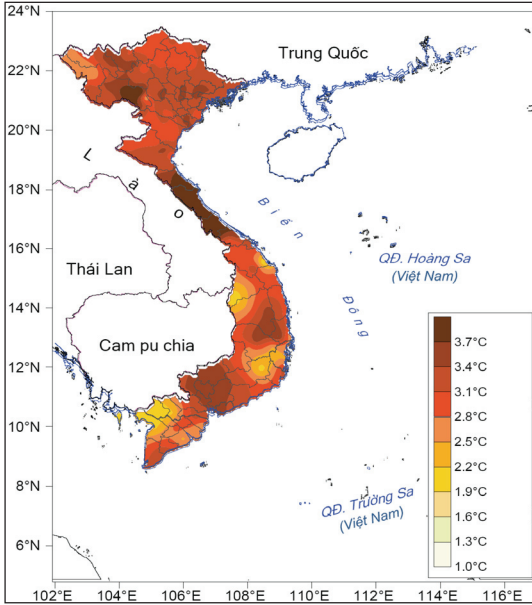 24°N
22°N
20°N
18°N
16°N
14°N
12°N
10°N
8°N
6°N
Trung Quốc
Lào
Biển Đông
QĐ. Hoàng Sa
(Việt Nam)
Thái Lan
Cam pu chia
QĐ. Trường Sa
(Việt Nam)
3.7°C
3.4°C
3.1°C
2.8°C
2.5°C
2.2°C
1.9°C
1.6°C
1.3°C
1.0°C
102°E 104°E 106°E 108°E 110°E 112°E 114°E 116°E